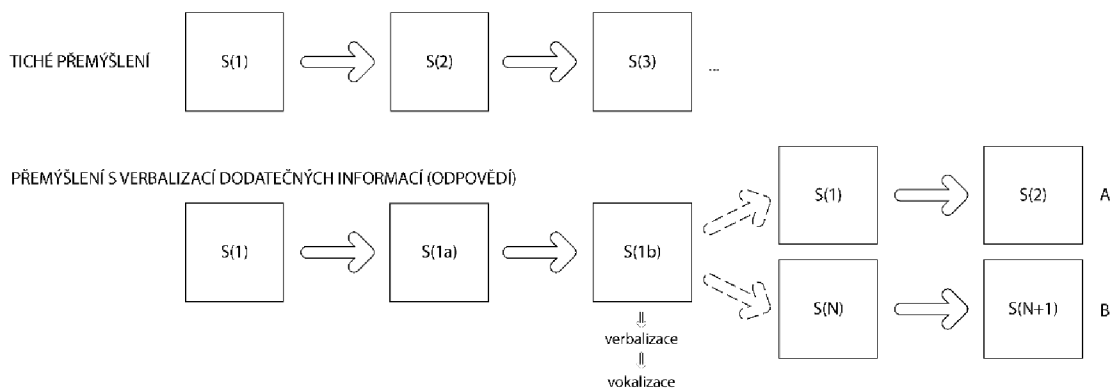 TICHÉ PŘEMÝŠLENÍ S(1) S(2) S(3) ...
PŘEMÝŠLENÍ S VERBALIZACÍ DODATEČNÝCH INFORMACÍ (ODPOVĚDÍ)
S(1) S(2) A
S(1) S(1a) S(1b)
S(N) S(N+1) B
verbalizace
vokalizace